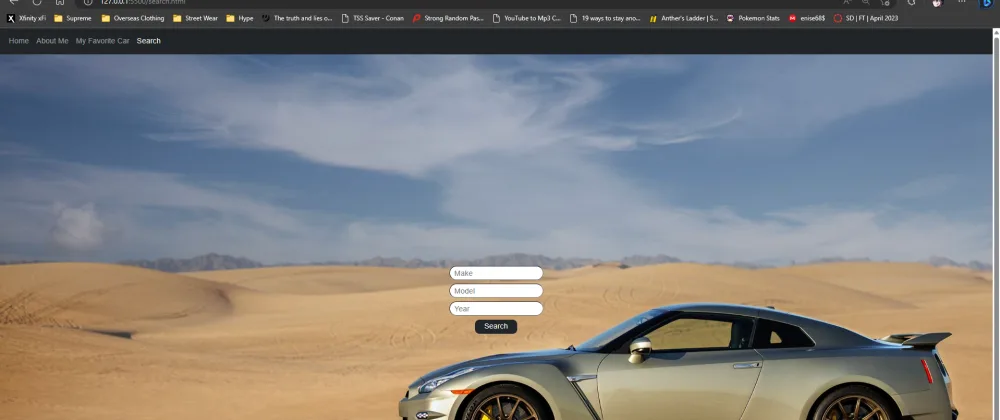 127.0.0.1:5500/search.html
Xfinity xFi Supreme Overseas Clothing Street Wear Hype The truth and lies o... TSS Saver - Conan Strong Random Pas... YouTube to Mp3 C... 19 ways to stay ano... Anther's Ladder | S... Pokemon Stats enise68$ SD | FT | April 2023
Home About Me My Favorite Car Search
Make
Model
Year
Search